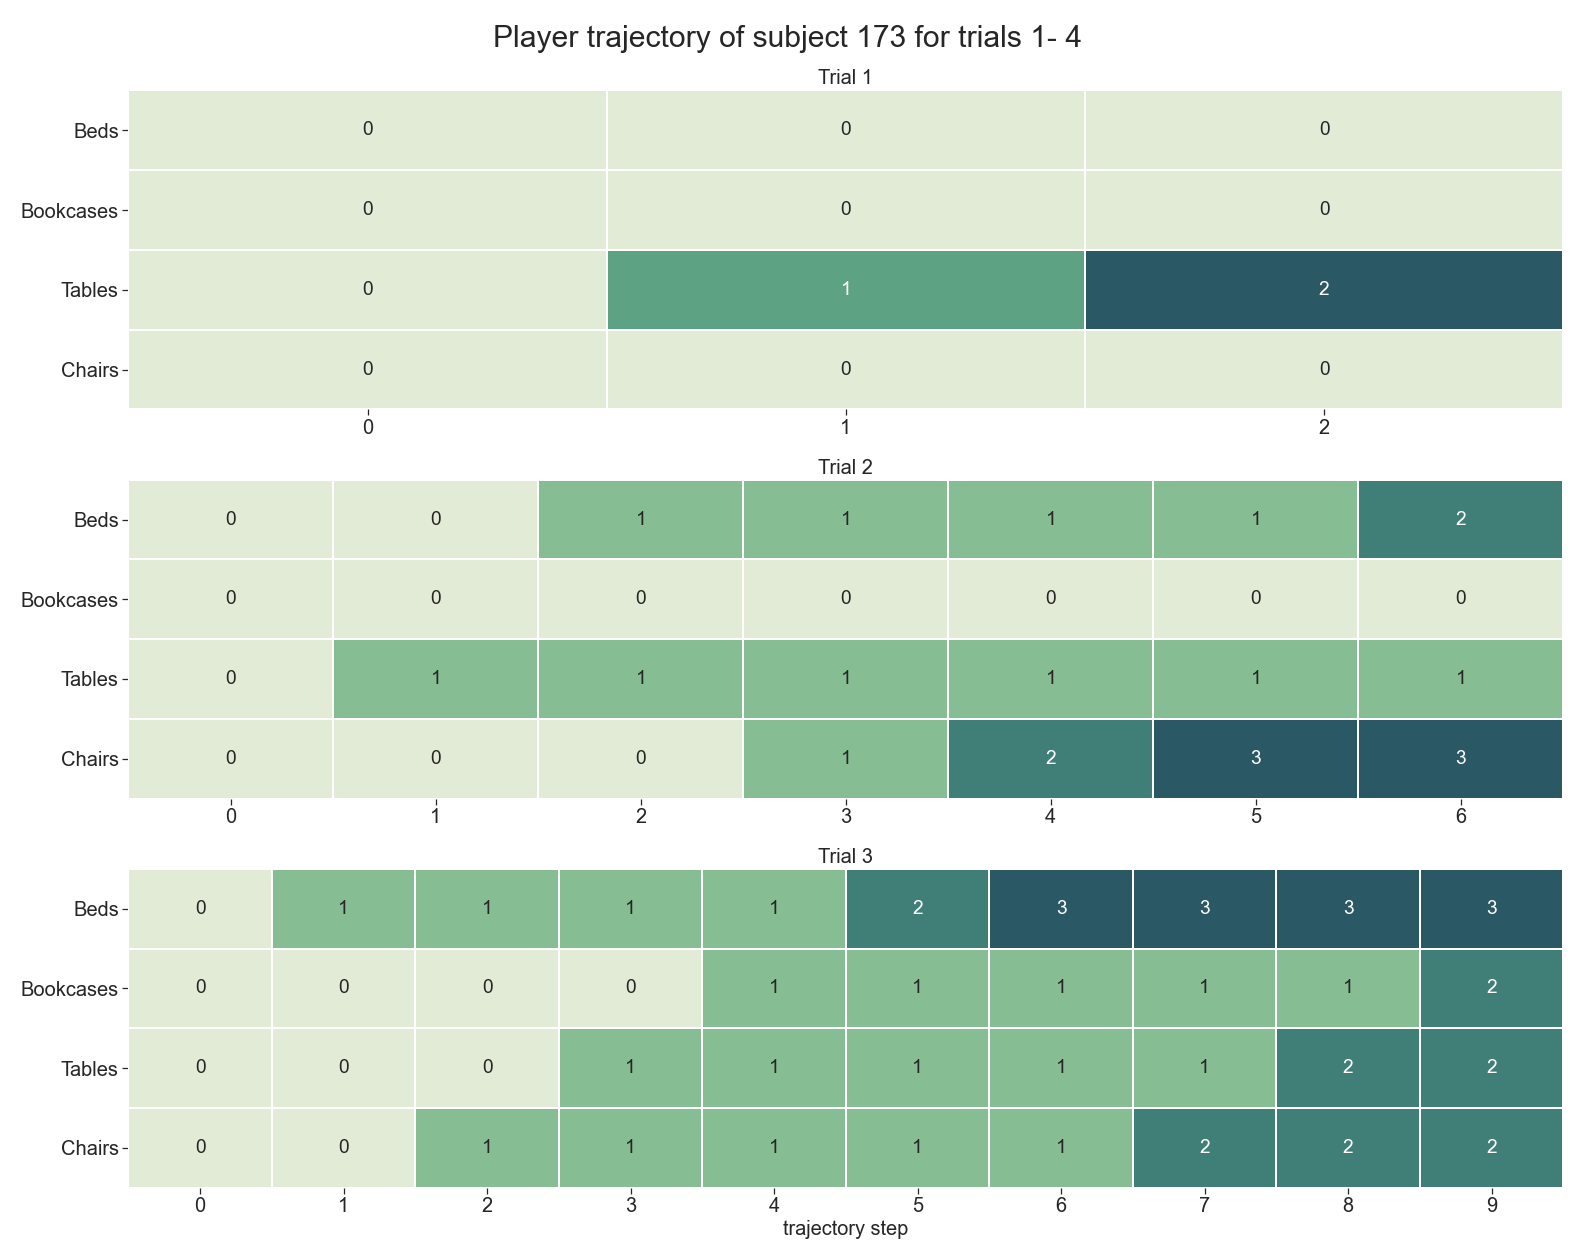 Player trajectory of subject 173 for trials 1- 4
Trial 1
Beds 0 0 0
Bookcases 0 0 0
Tables 0 1 2
Chairs 0 0 0
0 1 2
Trial 2
Beds 0 0 1 1 1 1 2
Bookcases 0 0 0 0 0 0 0
Tables 0 1 1 1 1 1 1
Chairs 0 0 0 1 2 3 3
0 1 2 3 4 5 6
Trial 3
Beds 0 1 1 1 1 2 3 3 3 3
Bookcases 0 0 0 0 1 1 1 1 1 2
Tables 0 0 0 1 1 1 1 1 2 2
Chairs 0 0 1 1 1 1 1 2 2 2
0 1 2 3 4 5 6 7 8 9
trajectory step